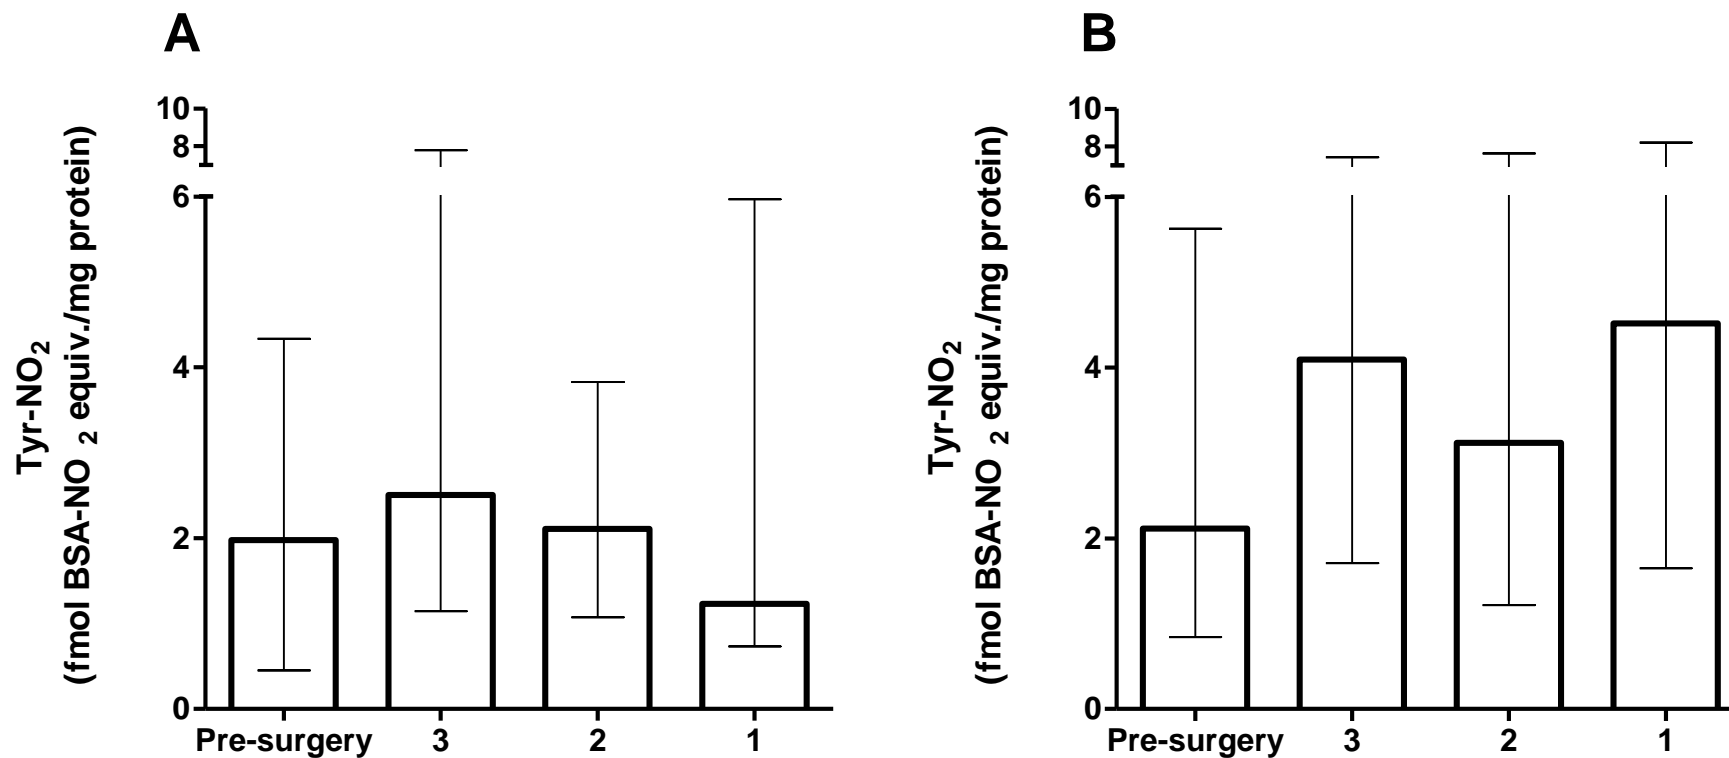 A
Tyr-NO2
(fmol BSA-NO 2 equiv./mg protein)
10
8
6
4
2
0
Pre-surgery 3 2 1
B
Tyr-NO2
(fmol BSA-NO 2 equiv./mg protein)
10
8
6
4
2
0
Pre-surgery 3 2 1